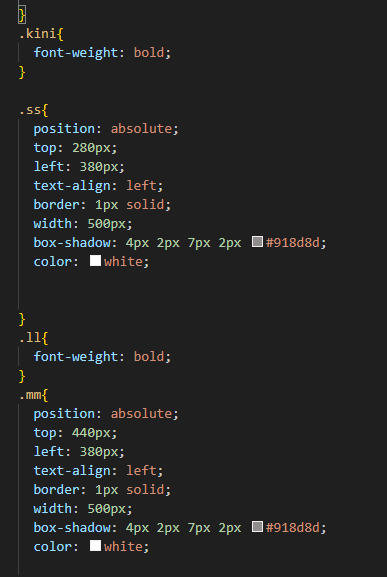 }
.kini{
font-weight: bold;
}
.ss{
position: absolute;
top: 280px;
left: 380px;
text-align: left;
border: 1px solid;
width: 500px;
box-shadow: 4px 2px 7px 2px #918d8d;
color: white;
}
.ll{
font-weight: bold;
}
.mm{
position: absolute;
top: 440px;
left: 380px;
text-align: left;
border: 1px solid;
width: 500px;
box-shadow: 4px 2px 7px 2px #918d8d;
color: white;